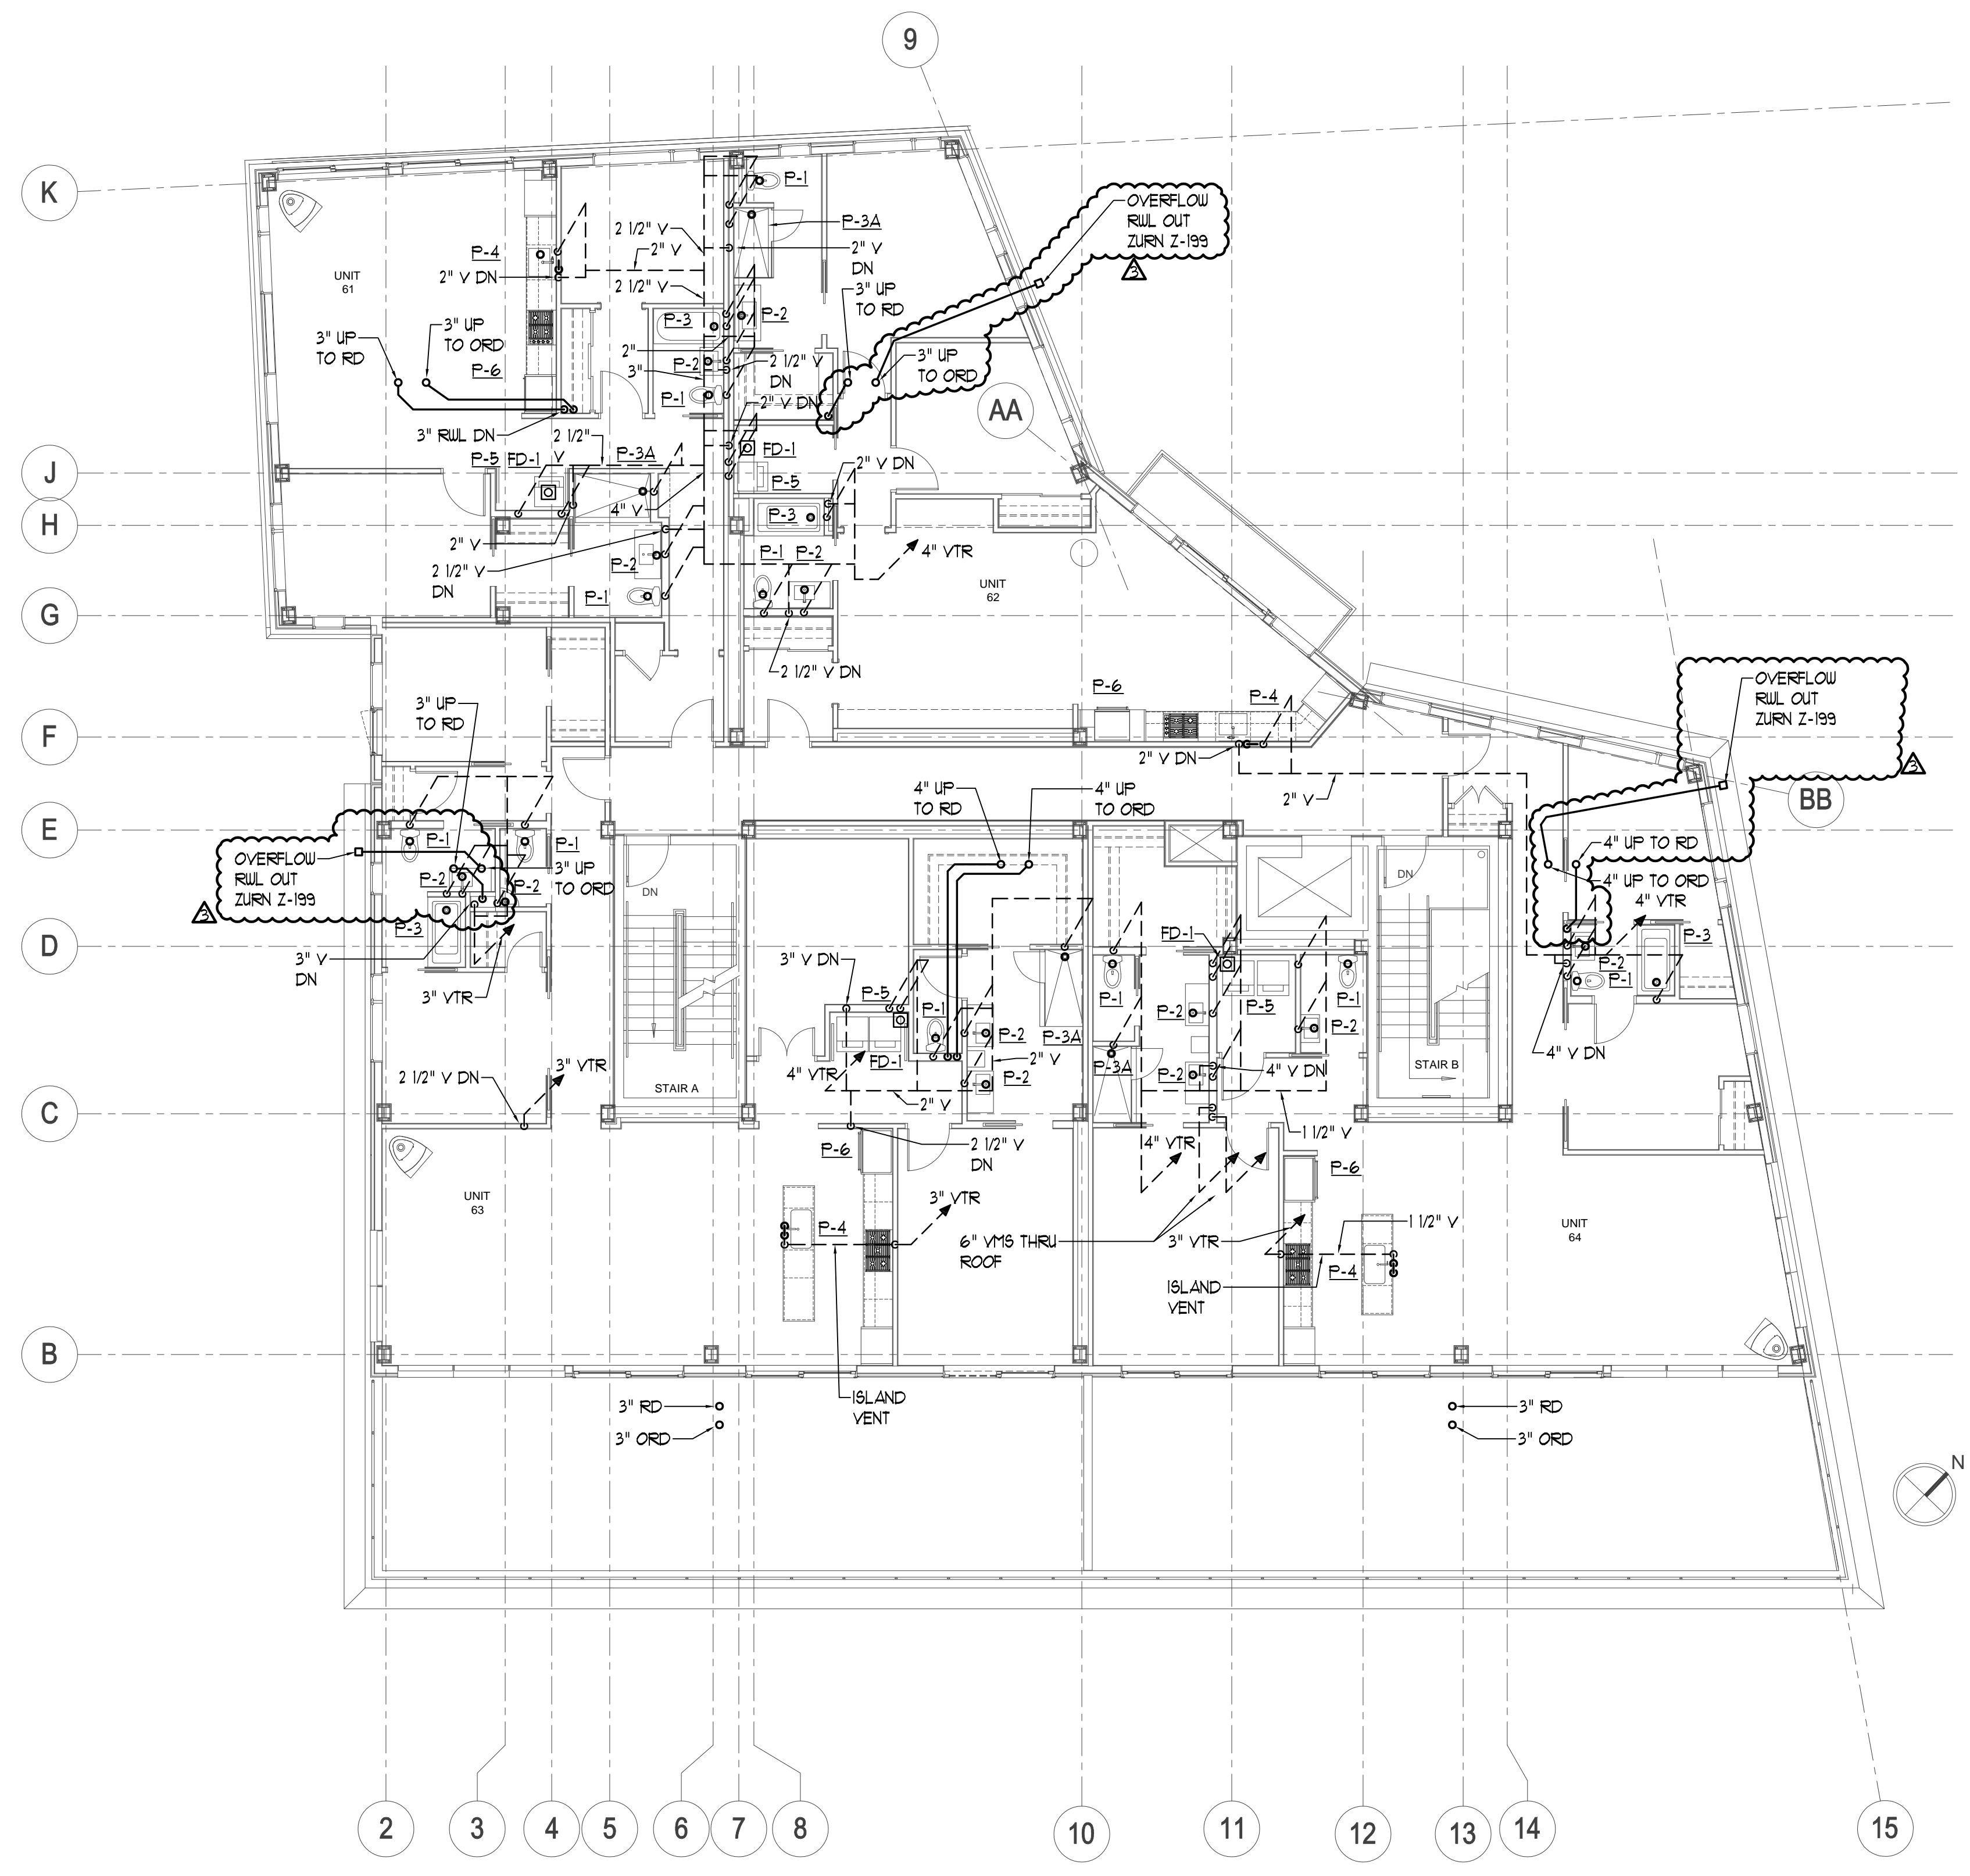 9
K
P-1
OVERFLOW
RWL OUT
ZURN Z-199
3
P-3A
2 1/2" V
2" V
2" V
DN
P-4
2" V DN
UNIT
61
2 1/2" V
3" UP
TO RD
P-3
P-2
3" UP
TO RD
3" UP
TO ORD
P-6
2"
3"
P-2
2 1/2" V
DN
3" UP
TO ORD
P-1
2" V DN
AA
3" RWL DN
2 1/2"
V
P-5
FD-1
P-3A
FD-1
2" V DN
J
P-5
4" V
P-3
H
2" V
P-1
P-2
4" VTR
2 1/2" V
DN
P-2
P-1
UNIT
62
G
2 1/2" V DN
P-6
P-4
OVERFLOW
RWL OUT
ZURN Z-199
3
3" UP
TO RD
F
2" V DN
2" V
BB
4" UP
TO RD
4" UP
TO ORD
E
P-1
P-1
OVERFLOW
RWL OUT
ZURN Z-199
3
3" UP
TO ORD
P-2
P-2
DN
DN
4" UP TO RD
4" UP TO ORD
4" VTR
P-3
D
3" V
DN
3" VTR
3" V DN
FD-1
P-3
P-2
P-1
P-5
P-1
P-2
P-3A
P-1
P-2
P-5
P-1
P-2
4" V DN
4" VTR
FD-1
P-2
P-3A
P-2
4" V DN
STAIR A
STAIR B
3" VTR
2 1/2" V DN
2" V
2" V
C
1 1/2" V
P-6
2 1/2" V
DN
4" VTR
P-6
UNIT
63
3" VTR
P-4
6" VMS THRU
ROOF
3" VTR
1 1/2" V
P-4
UNIT
64
ISLAND
VENT
B
ISLAND
VENT
3" RD
3" ORD
3" RD
3" ORD
N
2
3
4
5
6
7
8
10
11
12
13
14
15